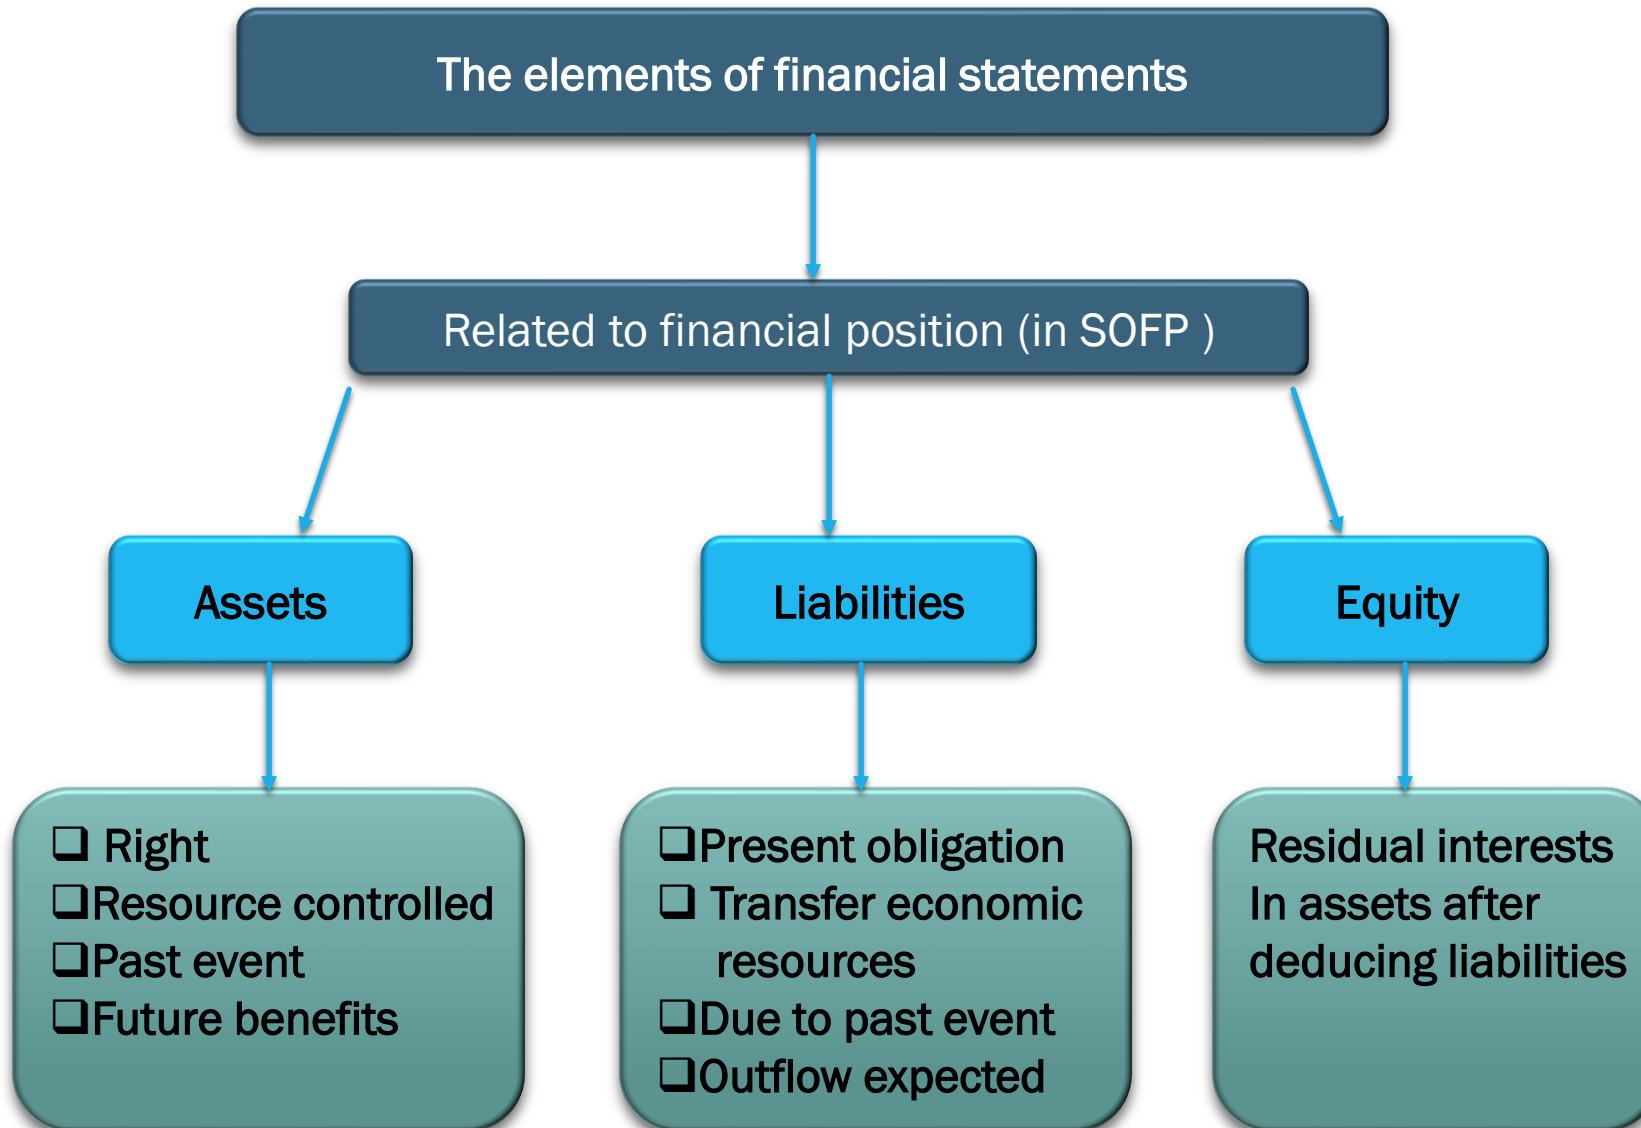 The elements of financial statements
Related to financial position (in SOFP )
Assets
Liabilities
Equity
❑ Right
❑Resource controlled
❑Past event
❑Future benefits
❑Present obligation
❑ Transfer economic
resources
❑Due to past event
❑Outflow expected
Residual interests
In assets after
deducing liabilities